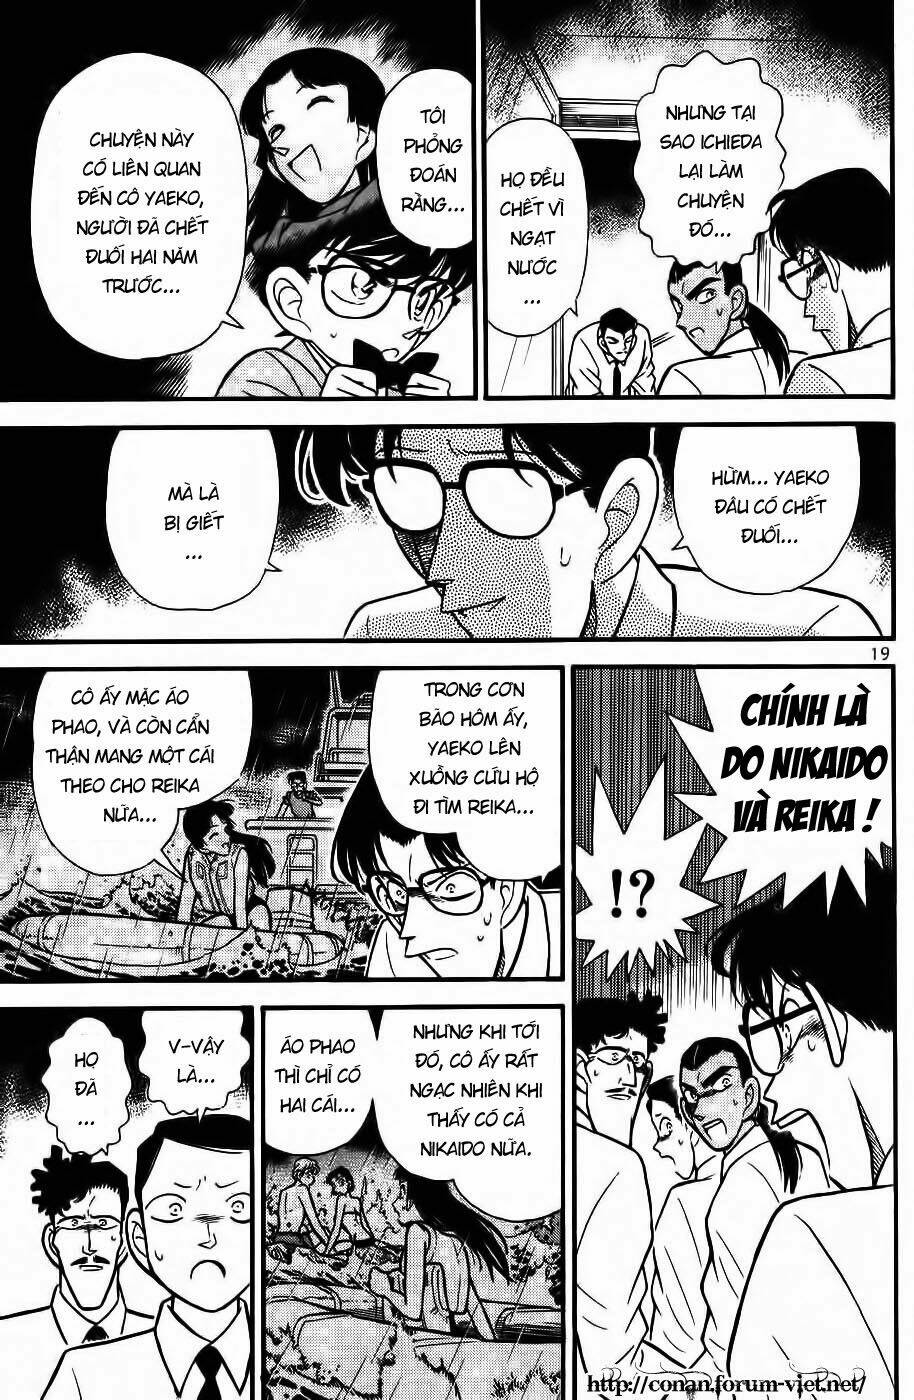 NHƯNG TẠI
SAO ICHIEDA
LẠI LÀM
CHUYỆN
ĐÓ...
HỌ ĐỀU
CHẾT VÌ
NGẠT
NƯỚC
...
TÔI
PHỎNG
ĐOÁN
RẰNG...
CHUYỆN NÀY
CÓ LIÊN QUAN
ĐẾN CÔ YAEKO,
NGƯỜI ĐÃ CHẾT
ĐUỐI HAI NĂM
TRƯỚC...
HỪM... YAEKO
ĐÂU CÓ CHẾT
ĐUỐI...
MÀ LÀ
BỊ GIẾT
...
19
CHÍNH LÀ
DO NIKAIDO
VÀ REIKA !
!?
TRONG CƠN
BÀO HÔM ẤY,
YAEKO LÊN
XUỒNG CỨU HỘ
ĐI TÌM REIKA...
CÔ ẤY MẶC ÁO
PHAO, VÀ CÒN CẨN
THẬN MANG MỘT CÁI
THEO CHO REIKA
NỮA...
NHƯNG KHI TỚI
ĐÓ, CÔ ẤY RẤT
NGẠC NHIÊN KHI
THẤY CÓ CẢ
NIKAIDO NỮA.
ÁO PHAO
THÌ CHỈ CÓ
HAI CÁI...
V-VẬY
LÀ...
HỌ
ĐÀ
...
http://conan.forum-viet.net/